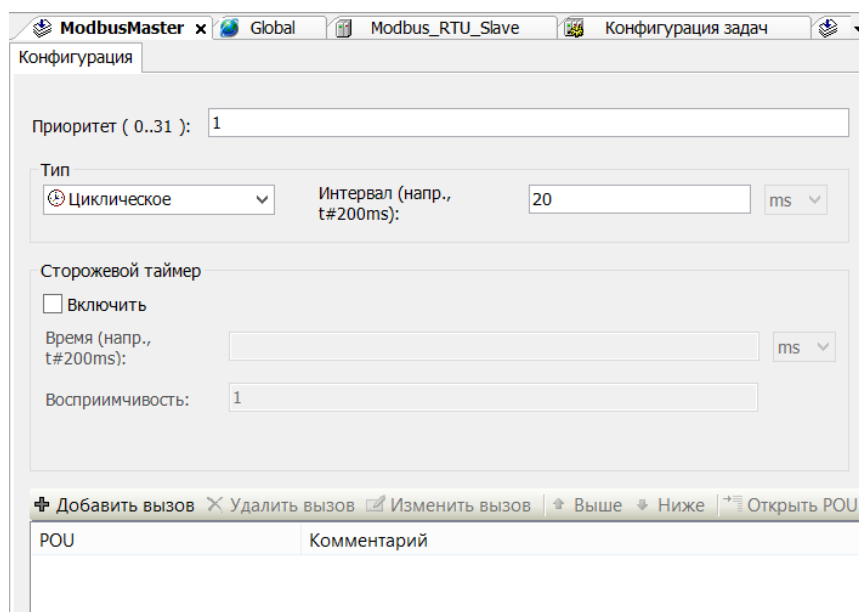 ModbusMaster x Global Modbus_RTU_Slave Конфигурация задач
Конфигурация
Приоритет ( 0..31 ): 1
Тип
Циклическое Интервал (напр., t#200ms): 20 ms
Сторожевой таймер
Включить
Время (напр., t#200ms): ms
Восприимчивость: 1
Добавить вызов Удалить вызов Изменить вызов Выше Ниже Открыть POU
POU Комментарий